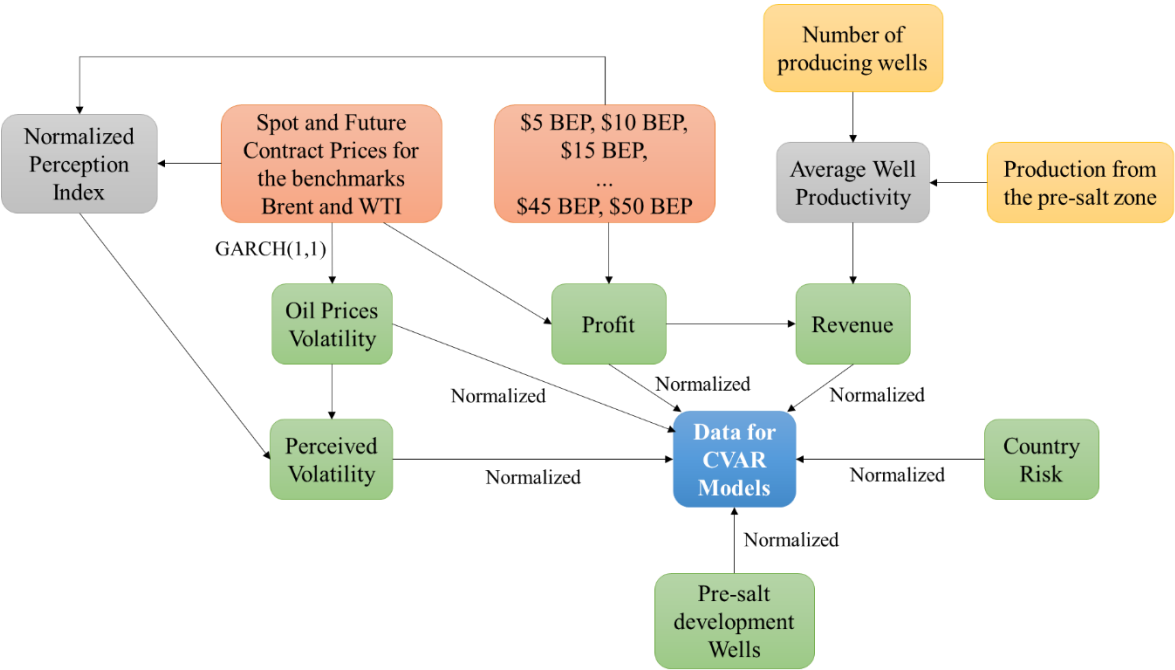 Number of
producing wells
Normalized
Perception
Index
Spot and Future
Contract Prices for
the benchmarks
Brent and WTI
$5 BEP, $10 BEP,
$15 BEP,
...
$45 BEP, $50 BEP
Average Well
Productivity
Production from
the pre-salt zone
GARCH(1,1)
Oil Prices
Volatility
Profit
Revenue
Normalized
Normalized
Normalized
Perceived
Volatility
Normalized
Data for
CVAR
Models
Normalized
Country
Risk
Normalized
Pre-salt
development
Wells